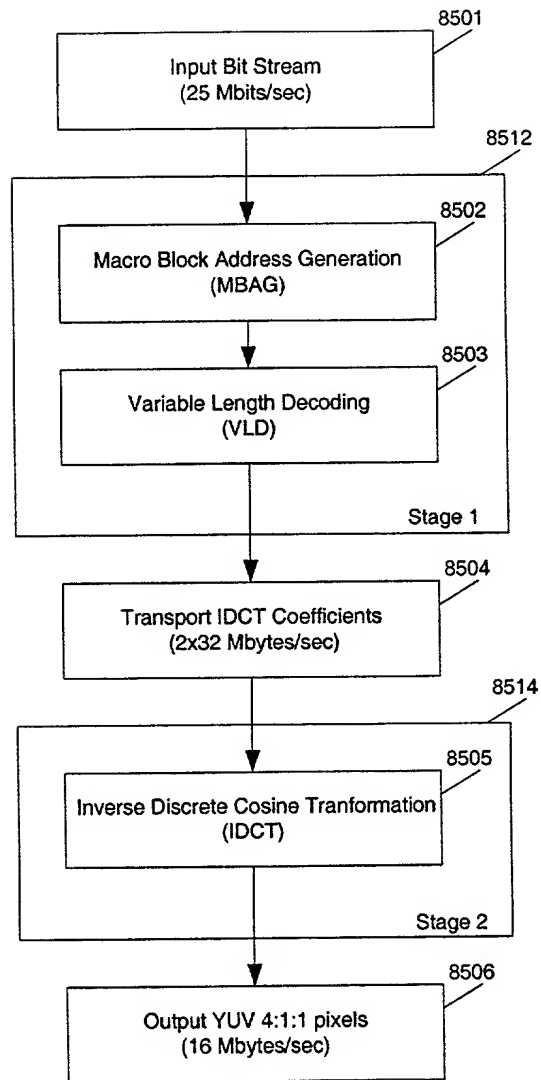 8501
Input Bit Stream
(25 Mbits/sec)
8512
8502
Macro Block Address Generation
(MBAG)
8503
Variable Length Decoding
(VLD)
Stage 1
8504
Transport IDCT Coefficients
(2x32 Mbytes/sec)
8514
8505
Inverse Discrete Cosine Tranformation
(IDCT)
Stage 2
8506
Output YUV 4:1:1 pixels
(16 Mbytes/sec)